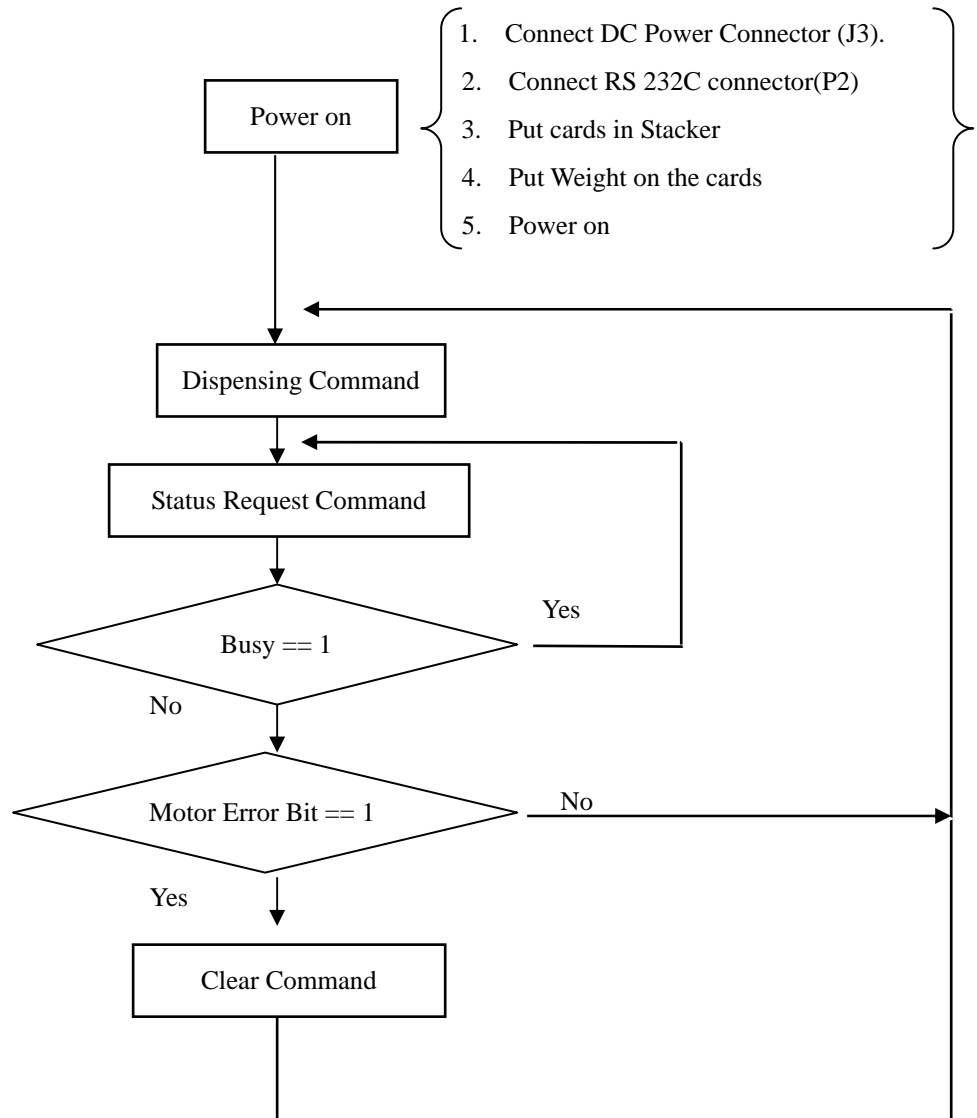 1. Connect DC Power Connector (J3).
2. Connect RS 232C connector(P2)
3. Put cards in Stacker
4. Put Weight on the cards
5. Power on
Power on
Dispensing Command
Status Request Command
Busy == 1
Yes
No
Motor Error Bit == 1
No
Yes
Clear Command